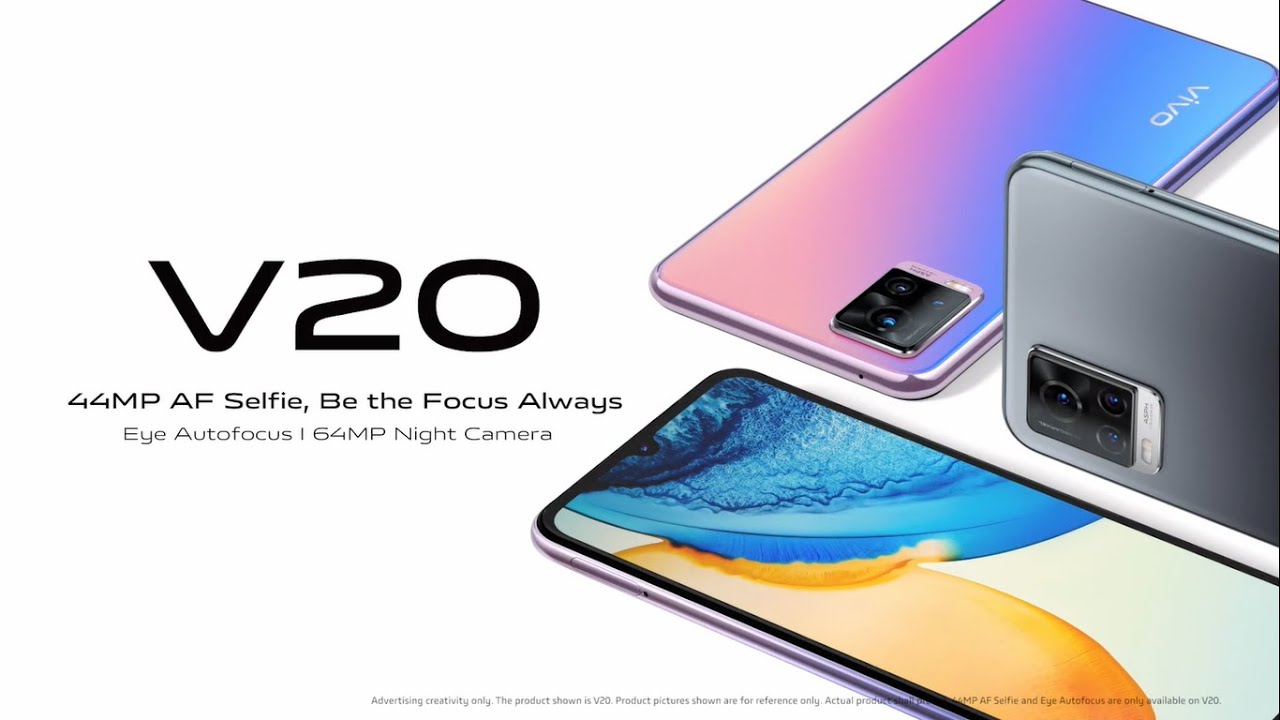 vivo
V20
44MP AF Selfie, Be the Focus Always
Eye Autofocus I 64MP Night Camera
ASPH
ASPH
Advertising creativity only. The product shown is V20. Product pictures shown are for reference only. Actual product shall 44MP AF Selfie and Eye Autofocus are only available on V20.